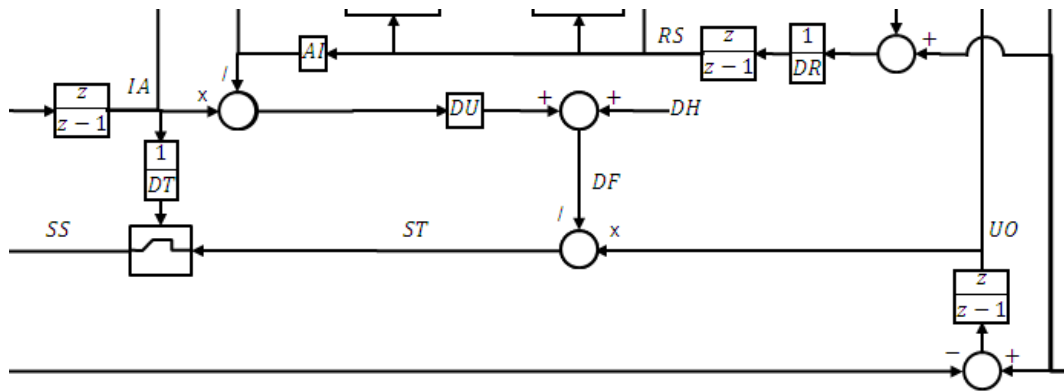 RS
z
z − 1
1
DR
+
AI
/
IA
z
z − 1
x
DU
+
+
DH
1
DT
DF
/
x
SS
ST
UO
z
z − 1
−
+